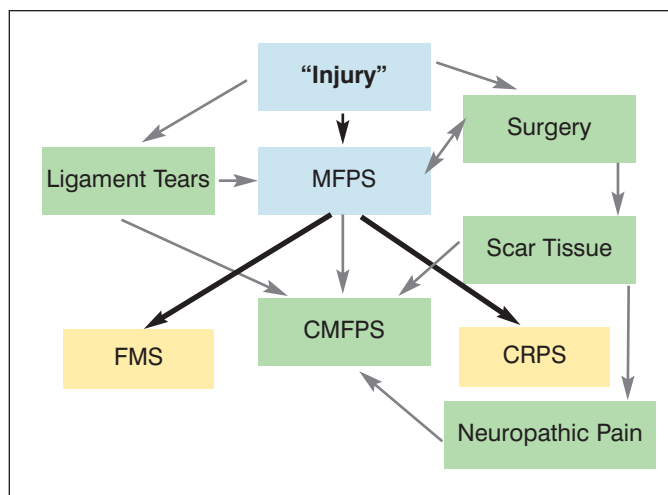 “Injury”
Surgery
Ligament Tears
MFPS
Scar Tissue
CMFPS
FMS
CRPS
Neuropathic Pain